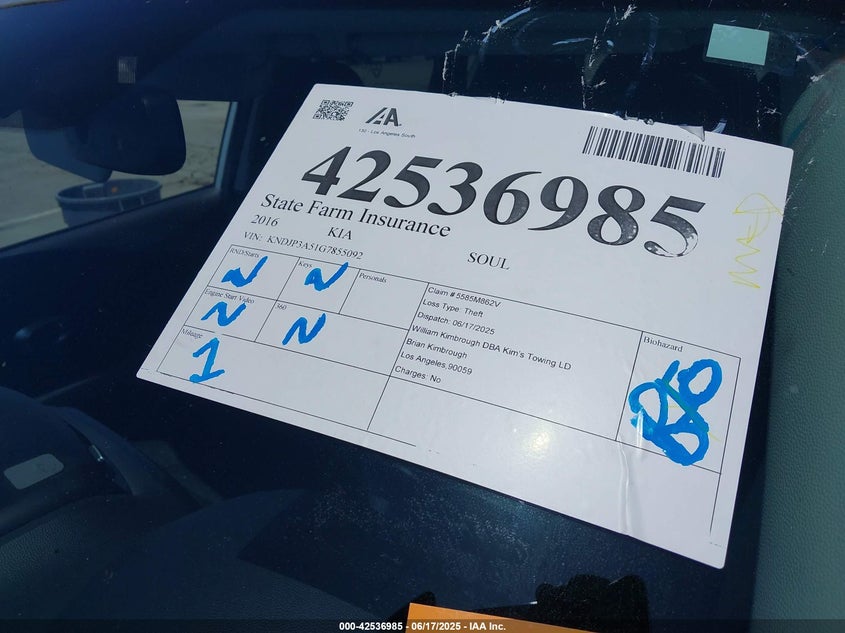 IAA
130 - Los Angeles South
42536985
State Farm Insurance
2016 KIA SOUL
VIN: KNDJP3A51G7855092
RND/Starts N
Keys N
Personals
Engine Start Video N
360 N
Mileage 1
Claim # 5585M862V
Loss Type: Theft
Dispatch: 06/17/2025
William Kimbrough DBA Kim's Towing LD
Brian Kimbrough
Los Angeles,90059
Charges: No
Biohazard
000-42536985 - 06/17/2025 - IAA Inc.